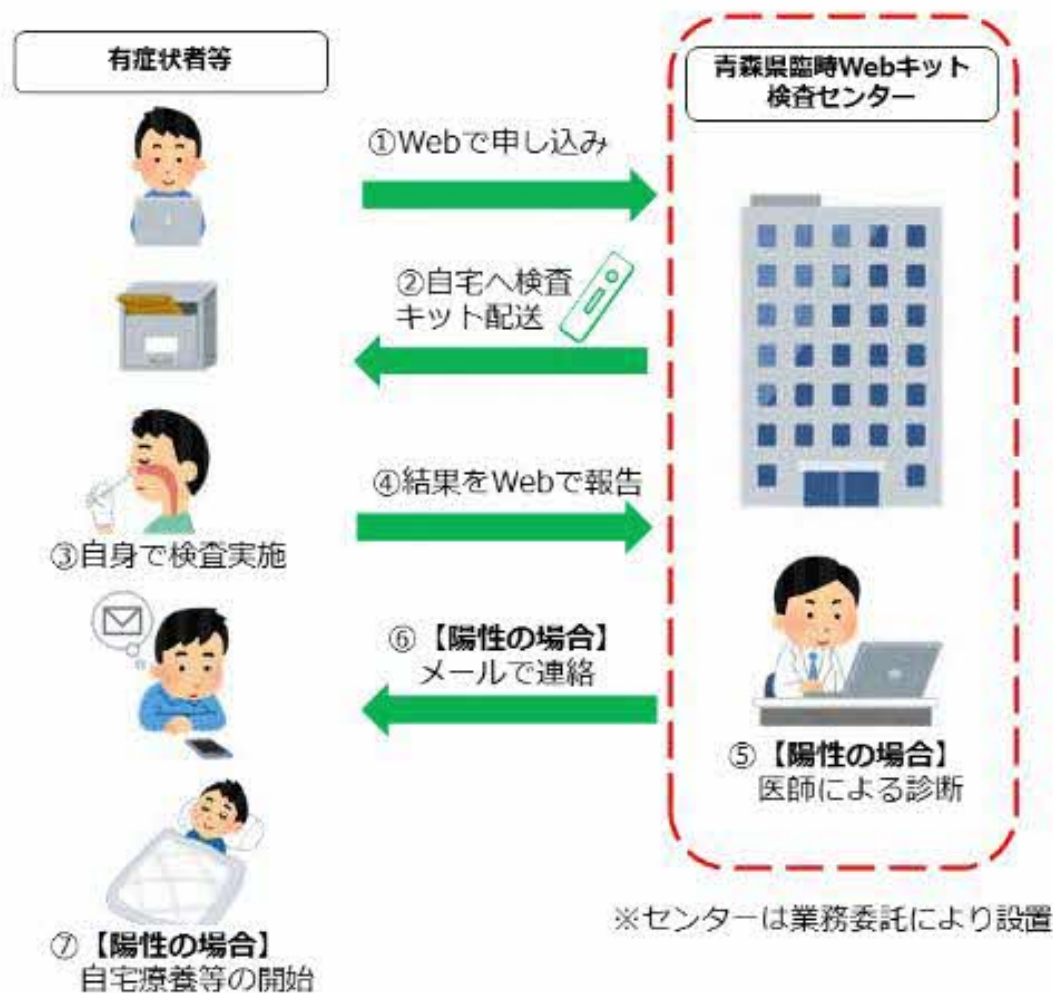 有症状者等
青森県臨時Webキット
検査センター
①Webで申し込み
②自宅へ検査
キット配送
③自身で検査実施
④結果をWebで報告
⑤【陽性の場合】
医師による診断
⑥【陽性の場合】
メールで連絡
⑦【陽性の場合】
自宅療養等の開始
※センターは業務委託により設置